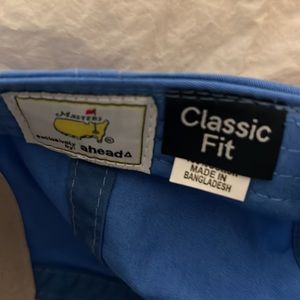 Masters
exclusively
by: ahead
®
Classic
Fit
MADE IN
BANGLADESH